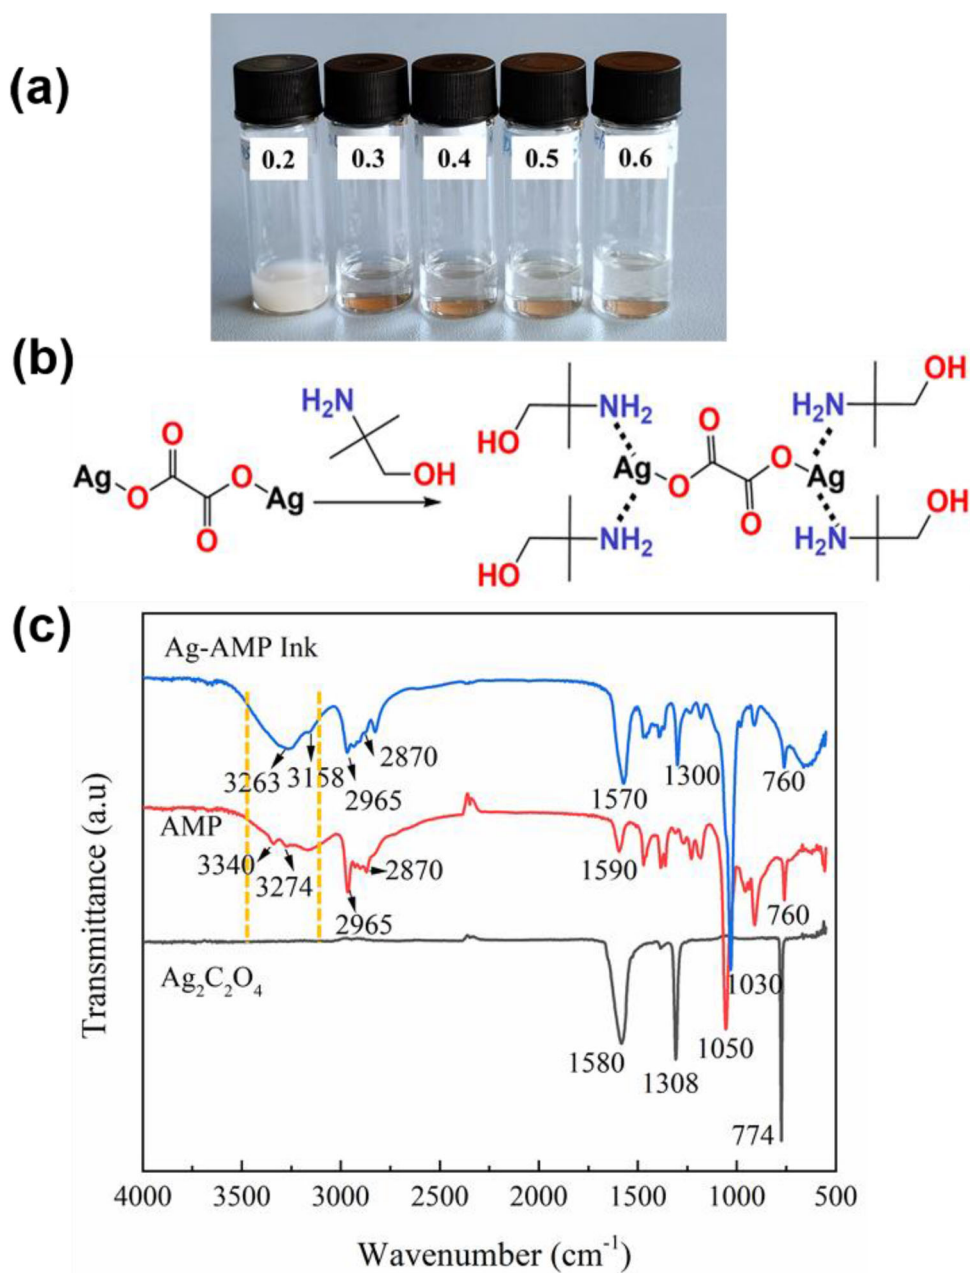 (a)
0.2 0.3 0.4 0.5 0.6
(b)
Ag O O O O Ag
H₂N
OH
HO NH₂
HO NH₂
Ag O O O O Ag
H₂N OH
H₂N OH
(c)
Ag-AMP Ink
3263 3158 2965 2870 1570 1300 760
AMP
3340 3274 2965 2870 1590 1050 760
1030
Ag₂C₂O₄
1580 1308 774
Transmittance (a.u)
4000 3500 3000 2500 2000 1500 1000 500
Wavenumber (cm⁻¹)